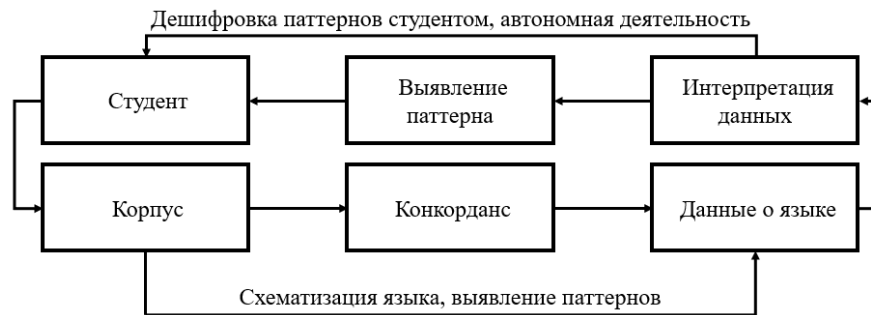 Дешифровка паттернов студентом, автономная деятельность
Студент
Выявление
паттерна
Интерпретация
данных
Корпус
Конкорданс
Данные о языке
Схематизация языка, выявление паттернов